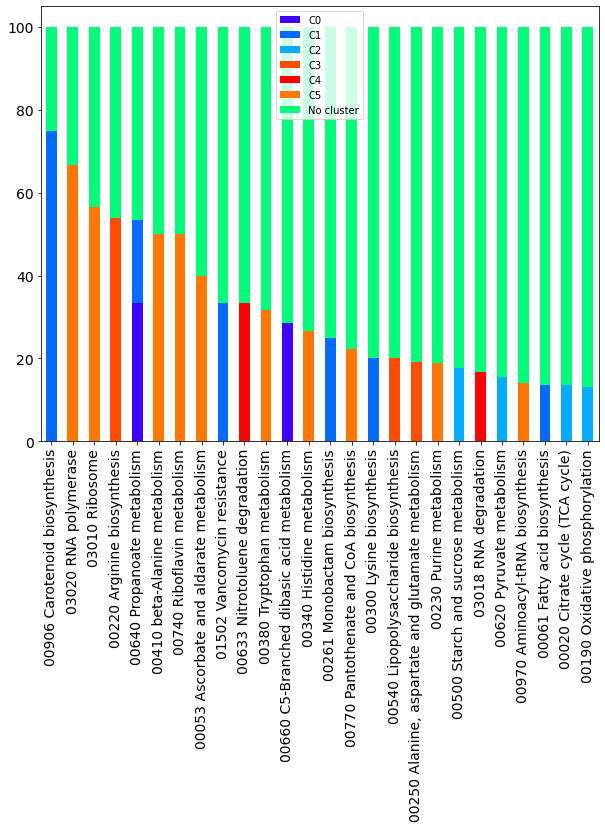 100
80
60
40
20
0
C0
C1
C2
C3
C4
C5
No cluster
00906 Carotenoid biosynthesis
03020 RNA polymerase
03010 Ribosome
00220 Arginine biosynthesis
00640 Propanoate metabolism
00410 beta-Alanine metabolism
00740 Riboflavin metabolism
00053 Ascorbate and aldarate metabolism
01502 Vancomycin resistance
00633 Nitrotoluene degradation
00380 Tryptophan metabolism
00660 C5-Branched dibasic acid metabolism
00340 Histidine metabolism
00261 Monobactam biosynthesis
00770 Pantothenate and CoA biosynthesis
00300 Lysine biosynthesis
00540 Lipopolysaccharide biosynthesis
00250 Alanine, aspartate and glutamate metabolism
00230 Purine metabolism
00500 Starch and sucrose metabolism
03018 RNA degradation
00620 Pyruvate metabolism
00970 Aminoacyl-tRNA biosynthesis
00061 Fatty acid biosynthesis
00020 Citrate cycle (TCA cycle)
00190 Oxidative phosphorylation